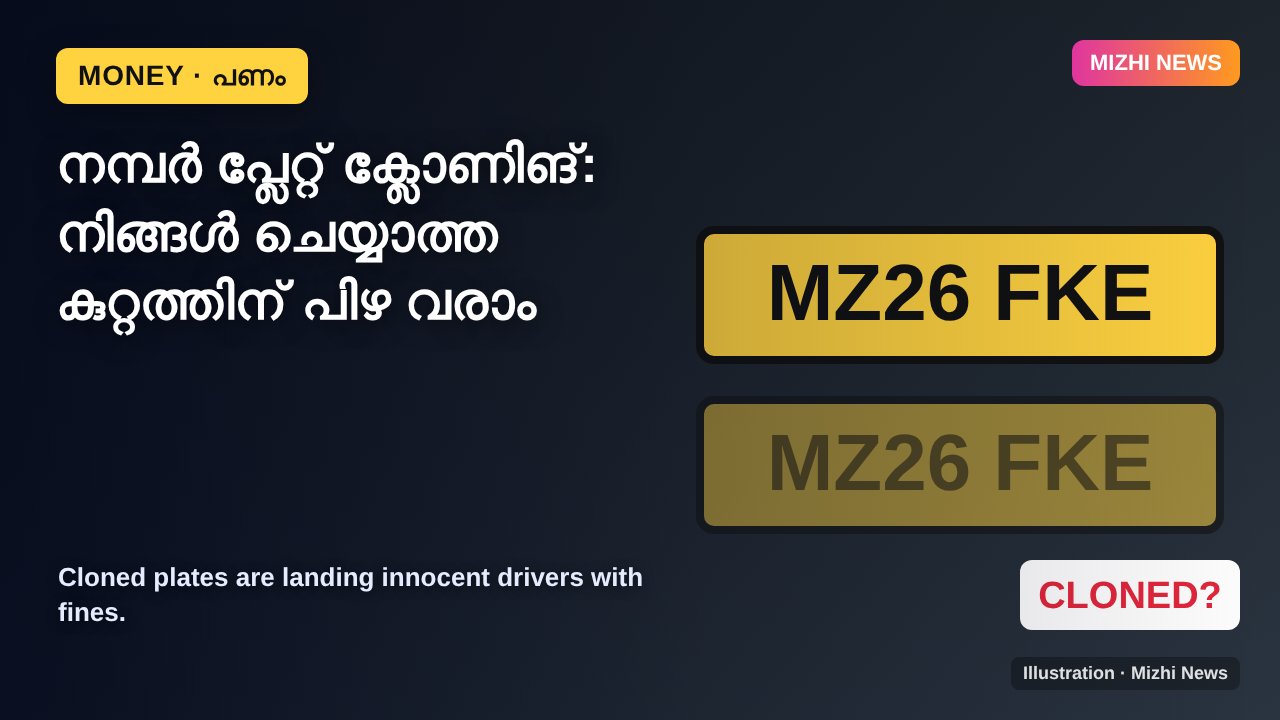 MONEY · പണം
MIZHI NEWS
നമ്പർ പ്ലേറ്റ് ക്ലോണിങ്:
നിങ്ങൾ ചെയ്യാത്ത
കുറ്റത്തിന് പിഴ വരാം
MZ26 FKE
MZ26 FKE
Cloned plates are landing innocent drivers with
fines.
CLONED?
Illustration · Mizhi News